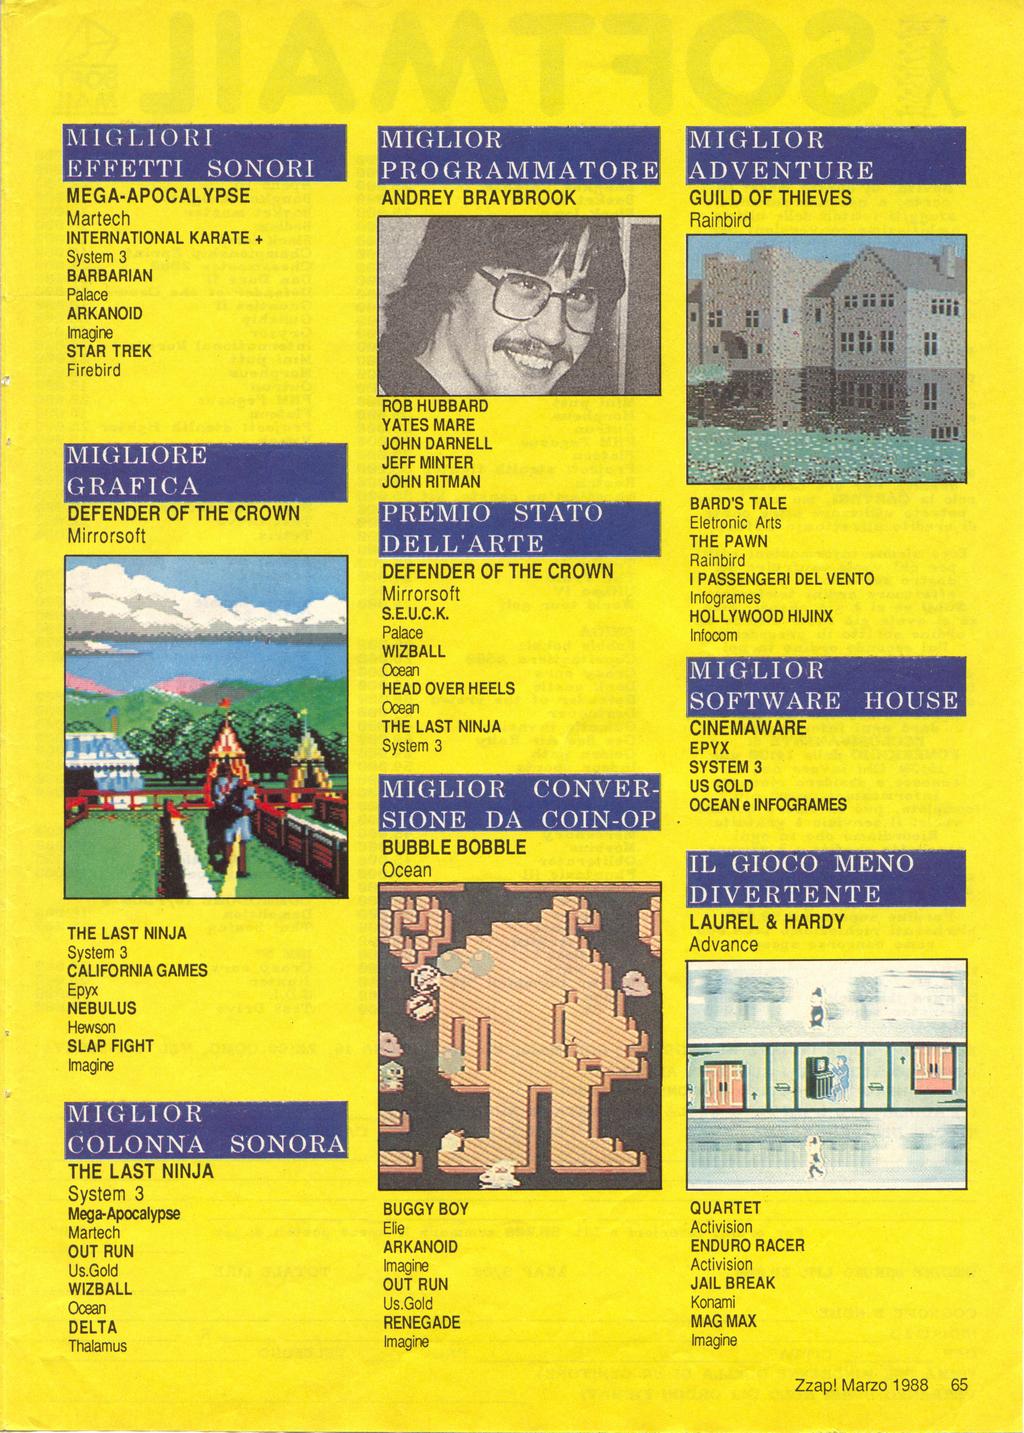 MIGLIORI
EFFETTI SONORI
MEGA-APOCALYPSE
Martech
INTERNATIONAL KARATE +
System 3
BARBARIAN
Palace
ARKANOID
Imagine
STAR TREK
Firebird
MIGLIORE
GRAFICA
DEFENDER OF THE CROWN
Mirrorsoft
THE LAST NINJA
System 3
CALIFORNIA GAMES
Epyx
NEBULUS
Hewson
SLAP FIGHT
Imagine
MIGLIOR
COLONNA SONORA
THE LAST NINJA
System 3
Mega-Apocalypse
Martech
OUT RUN
Us.Gold
WIZBALL
Ocean
DELTA
Thalamus
MIGLIOR
PROGRAMMATORE
ANDREY BRAYBROOK
ROB HUBBARD
YATES MARE
JOHN DARNELL
JEFF MINTER
JOHN RITMAN
PREMIO STATO
DELL'ARTE
DEFENDER OF THE CROWN
Mirrorsoft
S.E.U.C.K.
Palace
WIZBALL
Ocean
HEAD OVER HEELS
Ocean
THE LAST NINJA
System 3
MIGLIOR CONVER-
SIONE DA COIN-OP
BUBBLE BOBBLE
Ocean
BUGGY BOY
Elie
ARKANOID
Imagine
OUT RUN
Us.Gold
RENEGADE
Imagine
MIGLIOR
ADVENTURE
GUILD OF THIEVES
Rainbird
BARD'S TALE
Eletronic Arts
THE PAWN
Rainbird
I PASSENGERI DEL VENTO
Infogrames
HOLLYWOOD HIJINX
Infocom
MIGLIOR
SOFTWARE HOUSE
CINEMAWARE
EPYX
SYSTEM 3
US GOLD
OCEAN e INFOGRAMES
IL GIOCO MENO
DIVERTENTE
LAUREL & HARDY
Advance
QUARTET
Activision
ENDURO RACER
Activision
JAIL BREAK
Konami
MAG MAX
Imagine
Zzap! Marzo 1988 65